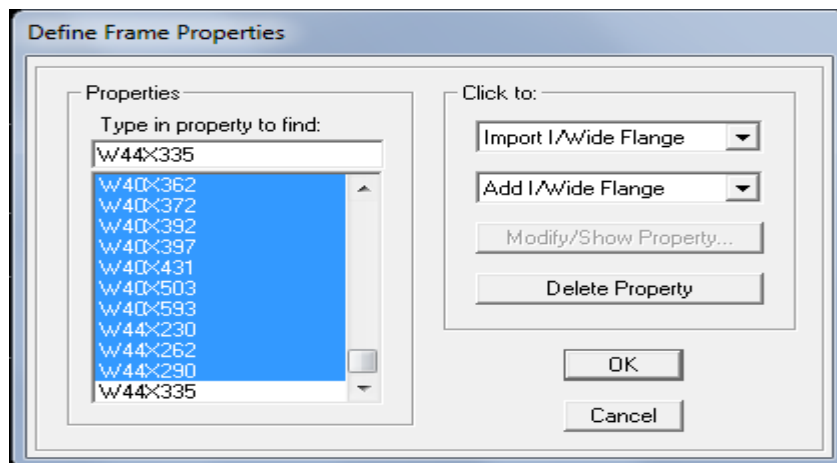 Define Frame Properties
Properties
Type in property to find:
W44X335
W40X362
W40X372
W40X392
W40X397
W40X431
W40X503
W40X593
W44X230
W44X262
W44X290
W44X335
Click to:
Import I/Wide Flange
Add I/Wide Flange
Modify/Show Property...
Delete Property
OK
Cancel